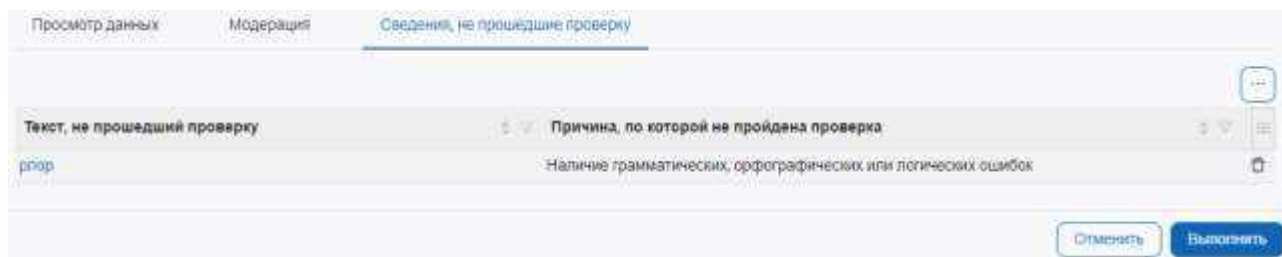 Просмотр данных Модерация Сведения, не прошедшие проверку
...
Текст, не прошедший проверку Причина, по которой не пройдена проверка
Наличие грамматических, орфографических или логических ошибок
Отменить Выполнить